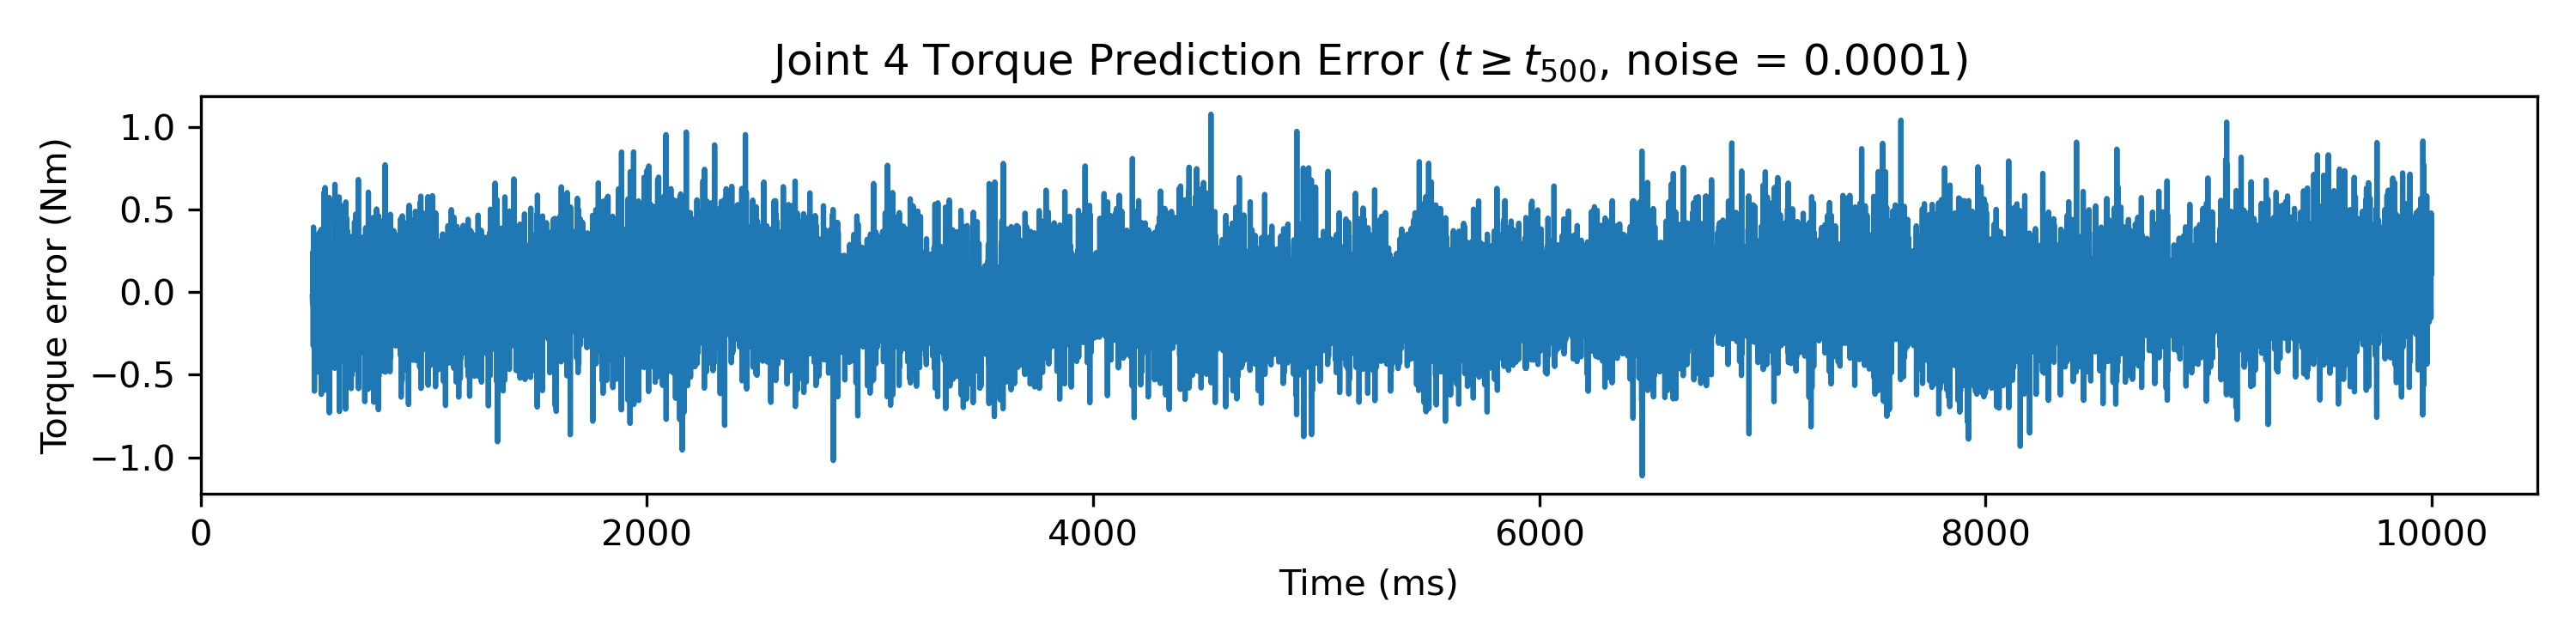 Joint 4 Torque Prediction Error (t ≥ t₅₀₀, noise = 0.0001)
Torque error (Nm)
1.0
0.5
0.0
−0.5
−1.0
0 2000 4000 6000 8000 10000
Time (ms)